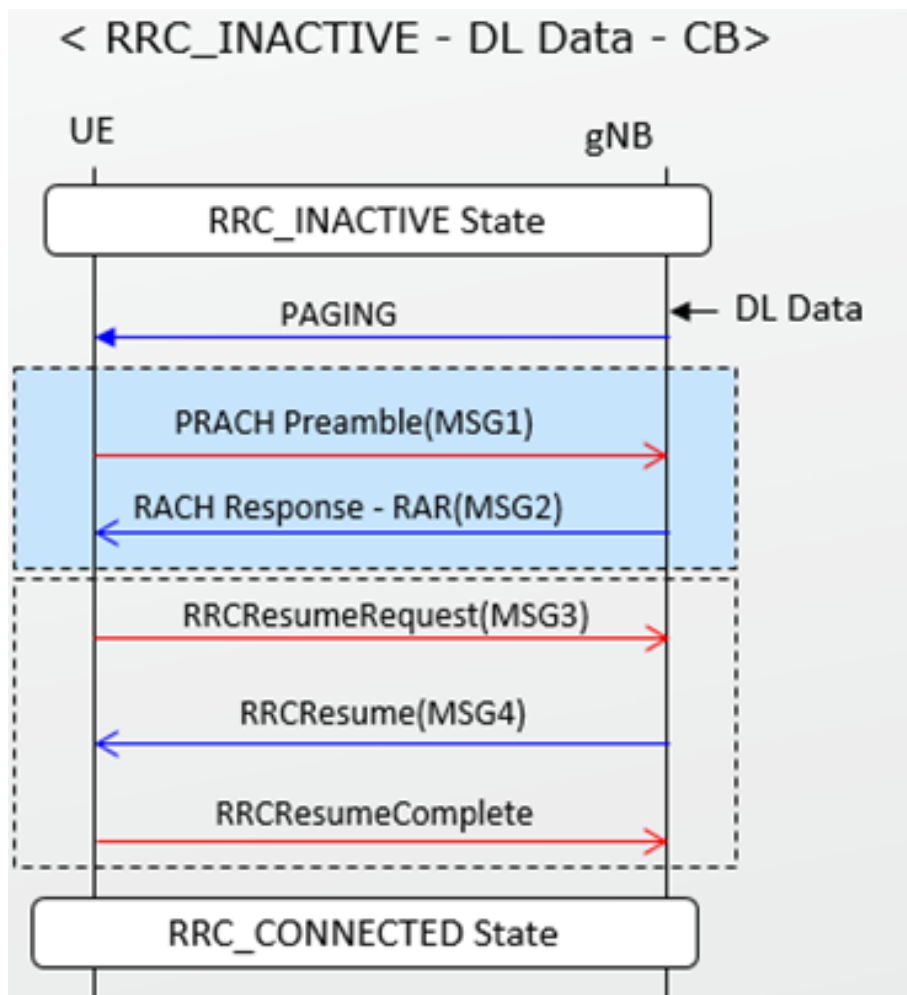 < RRC_INACTIVE - DL Data - CB>
UE
gNB
RRC_INACTIVE State
PAGING
DL Data
PRACH Preamble(MSG1)
RACH Response - RAR(MSG2)
RRCResumeRequest(MSG3)
RRCResume(MSG4)
RRCResumeComplete
RRC_CONNECTED State